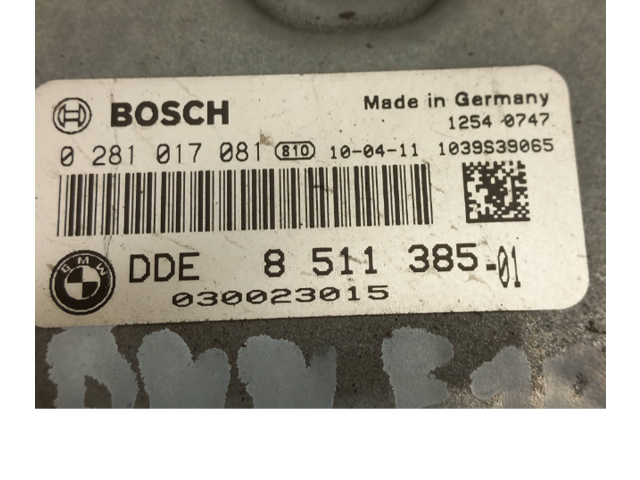 BOSCH Made in Germany
1254 0747
0 281 017 081 810 10-04-11 1039S39065
BMW DDE 8 511 385-01
030023015
BMW